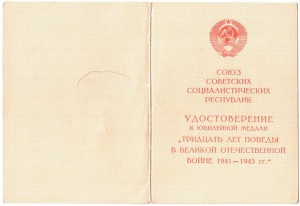 СОЮЗ
СОВЕТСКИХ
СОЦИАЛИСТИЧЕСКИХ
РЕСПУБЛИК
УДОСТОВЕРЕНИЕ
К ЮБИЛЕЙНОЙ МЕДАЛИ
„ТРИДЦАТЬ ЛЕТ ПОБЕДЫ
В ВЕЛИКОЙ ОТЕЧЕСТВЕННОЙ
ВОЙНЕ 1941—1945 гг.“